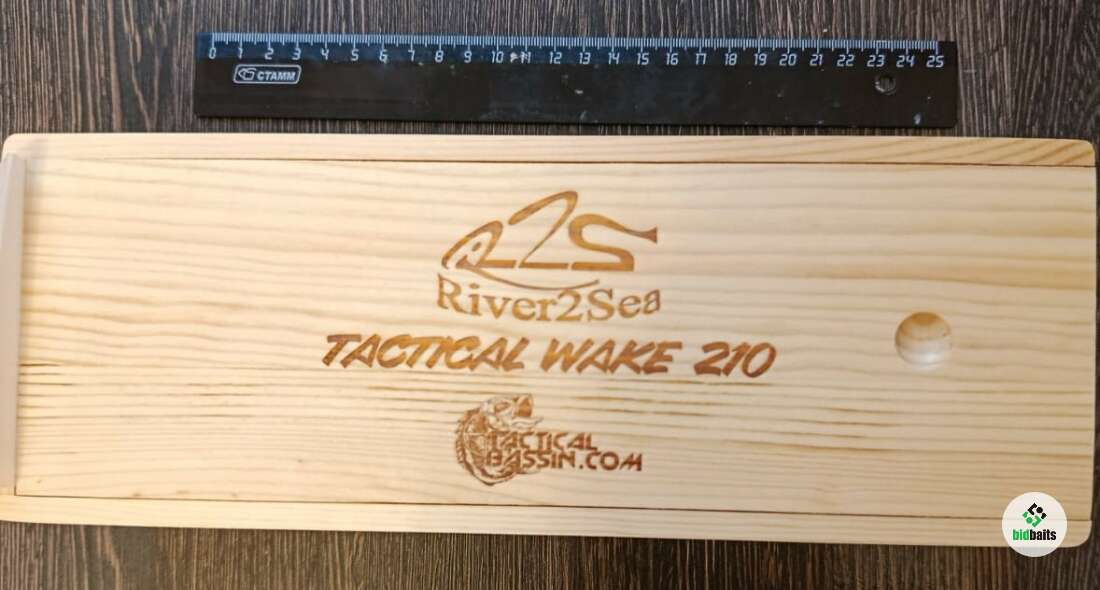 0 1 2 3 4 5 6 7 8 9 10 11 12 13 14 15 16 17 18 19 20 21 22 23 24 25
СТАММ
R2S
River2Sea
TACTICAL WAKE 210
TACTICAL
BASSIN.COM
bidbaits